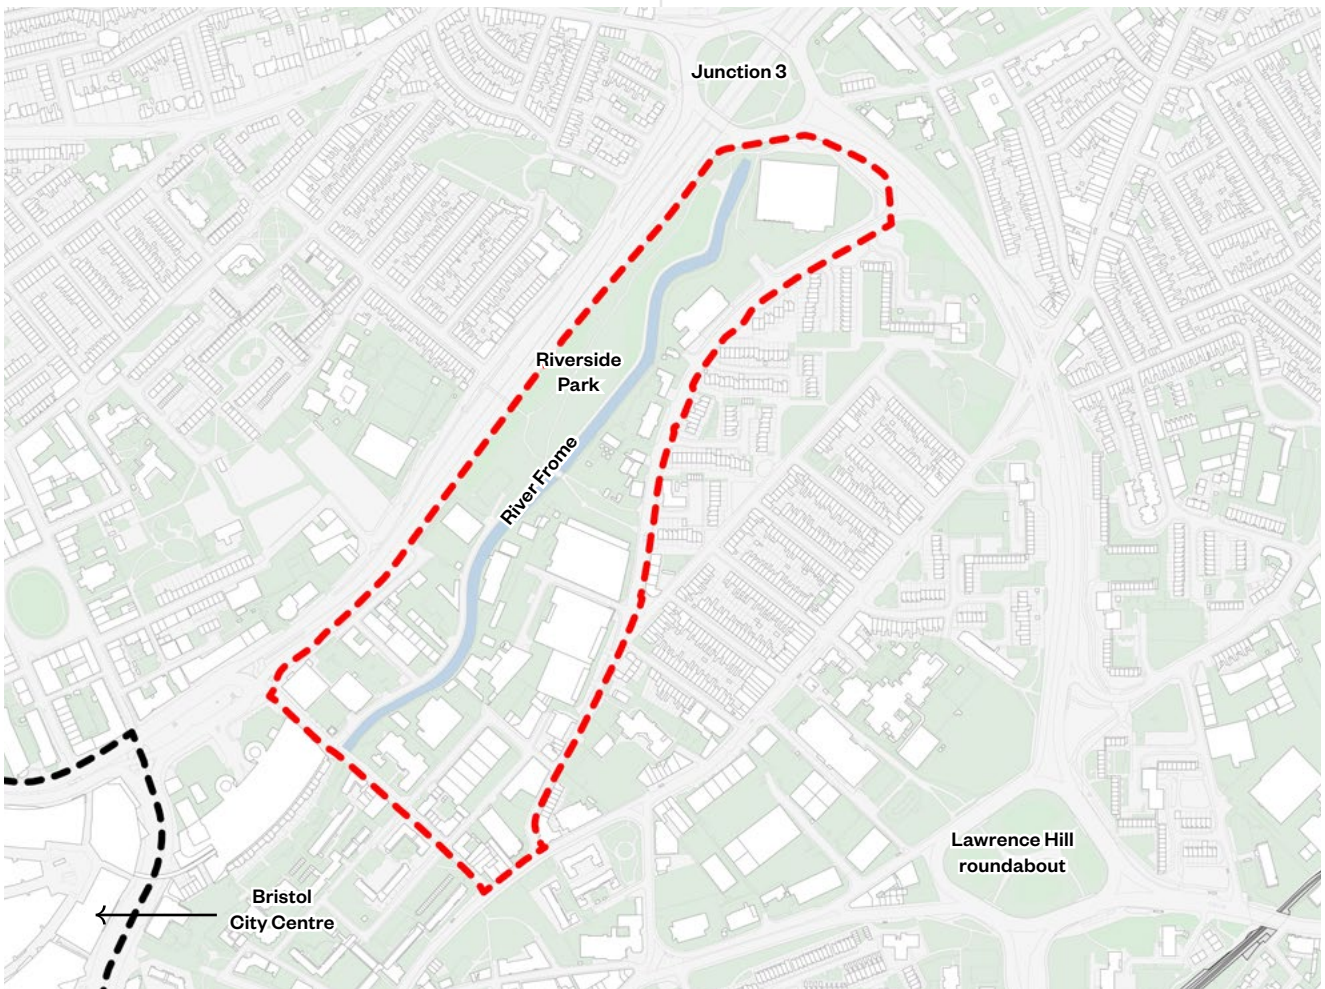 Junction 3
Riverside
Park
River Frome
Lawrence Hill
roundabout
Bristol
City Centre